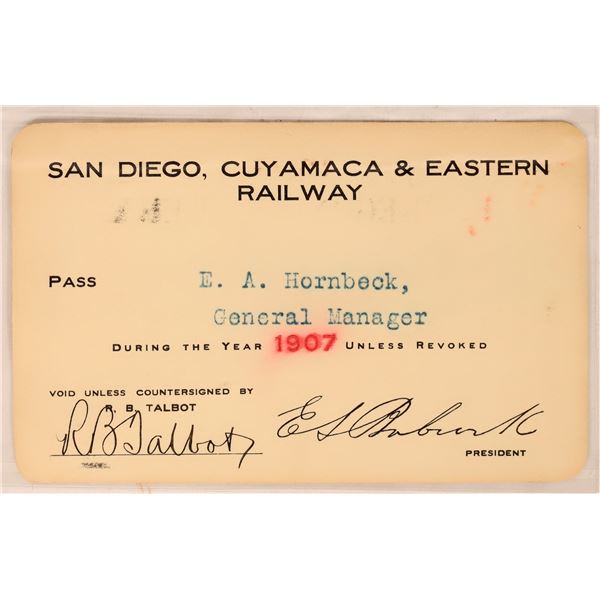 SAN DIEGO, CUYAMACA & EASTERN
RAILWAY
PASS E. A. Hornbeck,
General Manager
DURING THE YEAR 1907 UNLESS REVOKED
VOID UNLESS COUNTERSIGNED BY
R. B. TALBOT
R B Talbot
E S Babcock
PRESIDENT